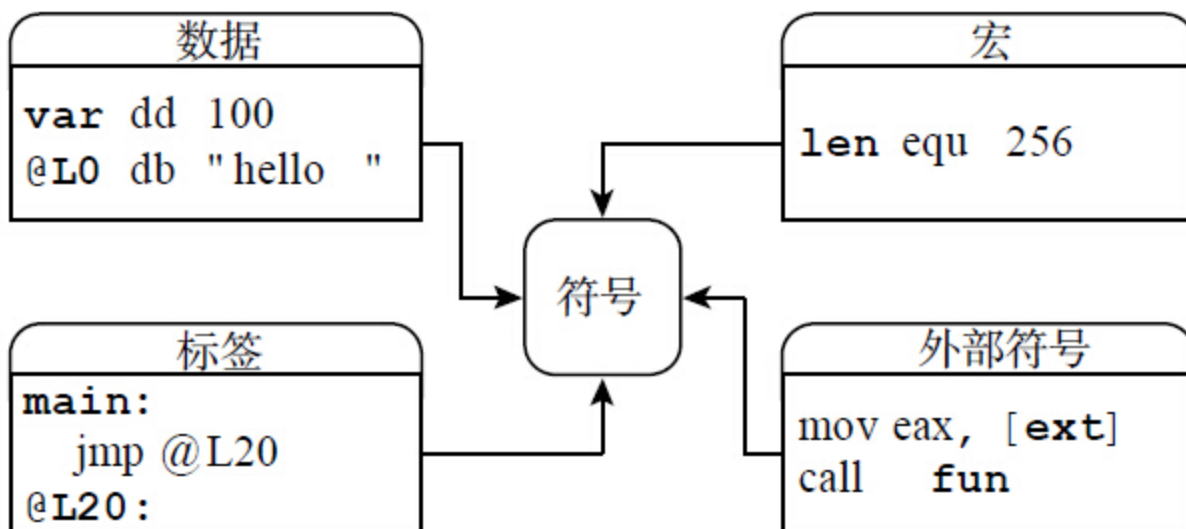 数据
var dd 100
@L0 db "hello "
宏
len equ 256
符号
标签
main:
jmp @L20
@L20:
外部符号
mov eax, [ext]
call fun